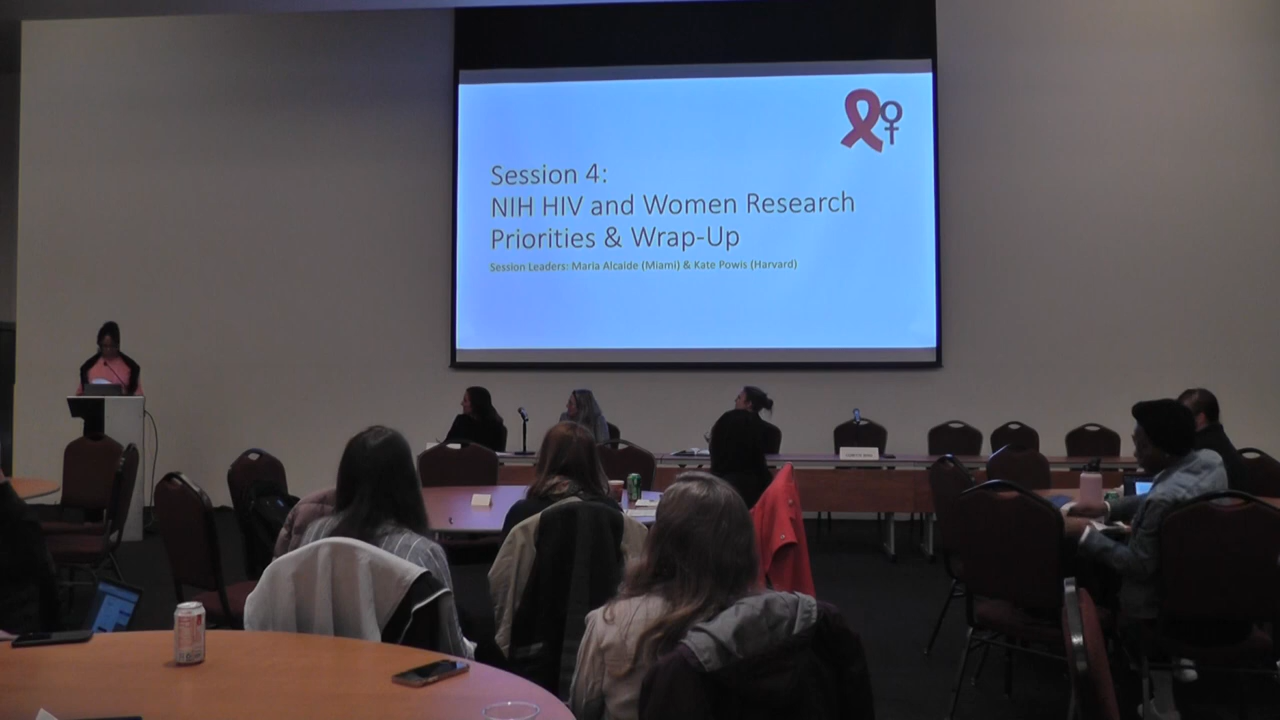 Session 4:
NIH HIV and Women Research
Priorities & Wrap-Up
Session Leaders: Maria Alcaide (Miami) & Kate Powis (Harvard)